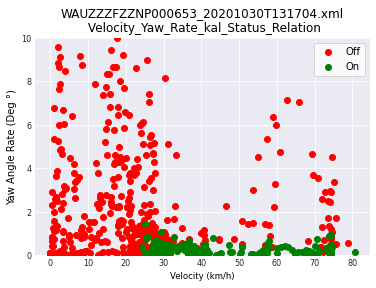 WAUZZZFZZNP000653_20201030T131704.xml
Velocity_Yaw_Rate_kal_Status_Relation
Off
On
10
8
6
4
2
0
Yaw Angle Rate (Deg °)
0 10 20 30 40 50 60 70 80
Velocity (km/h)